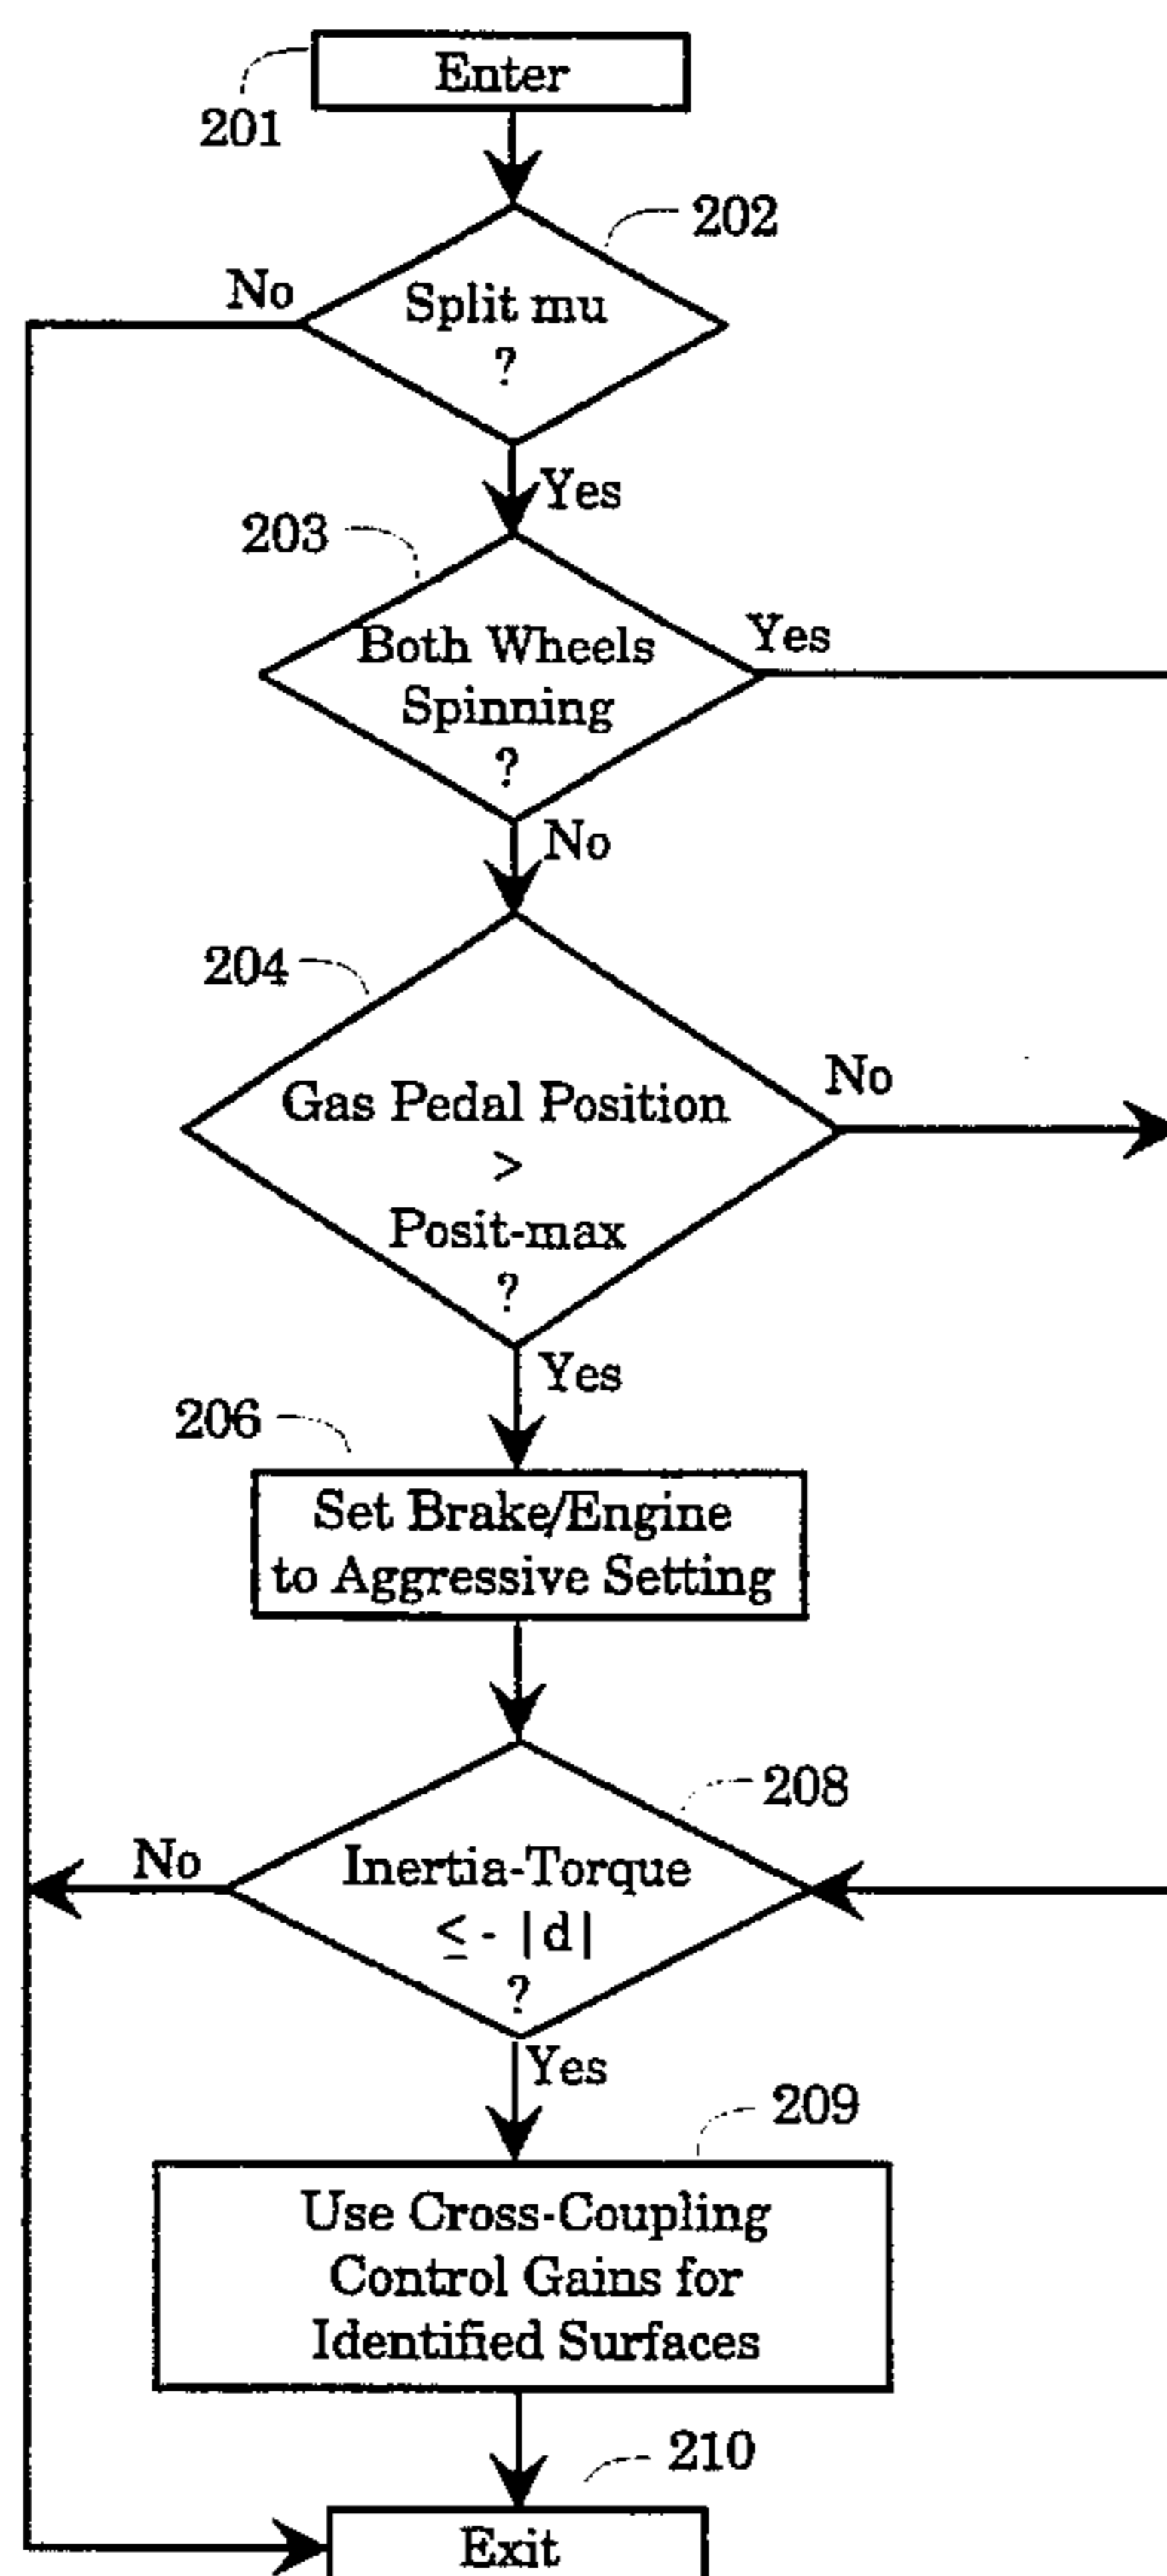 Enter
201
202
No
Split mu
?
Yes
203
Both Wheels
Spinning
?
Yes
No
204
Gas Pedal Position
>
Posit-max
?
No
Yes
206
Set Brake/Engine
to Aggressive Setting
208
No
Inertia-Torque
≤ - |d|
?
Yes
209
Use Cross-Coupling
Control Gains for
Identified Surfaces
210
Exit